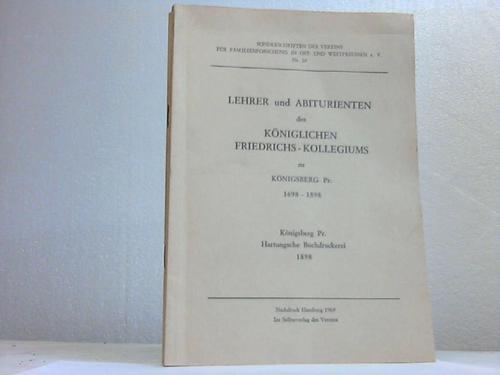 SONDERSCHRIFTEN DES VEREINS
FÜR FAMILIENFORSCHUNG IN OST- UND WESTPREUSSEN e. V.
Nr.
LEHRER und ABITURIENTEN
des
KÖNIGLICHEN
FRIEDRICHS-KOLLEGIUMS
zu
KÖNIGSBERG Pr.
1698 - 1898
Königsberg Pr.
Hartungsche Buchdruckerei
1898
Nachdruck Hamburg 1969
Im Selbstverlag des Vereins